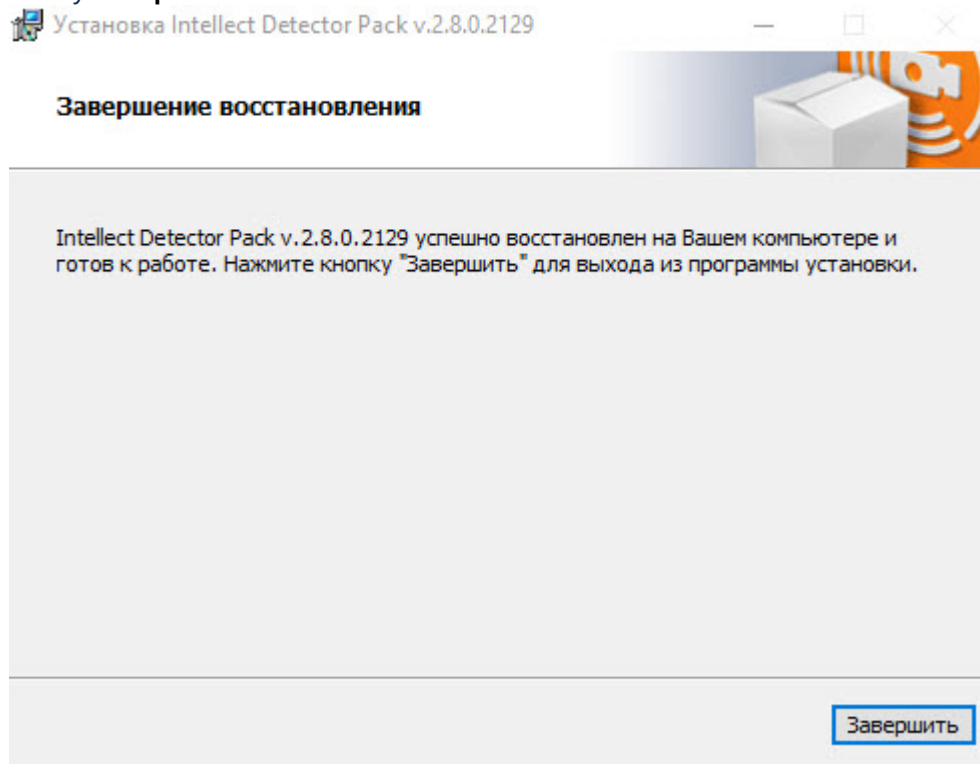 Установка Intellect Detector Pack v.2.8.0.2129
Завершение восстановления
Intellect Detector Pack v.2.8.0.2129 успешно восстановлен на Вашем компьютере и
готов к работе. Нажмите кнопку "Завершить" для выхода из программы установки.
Завершить